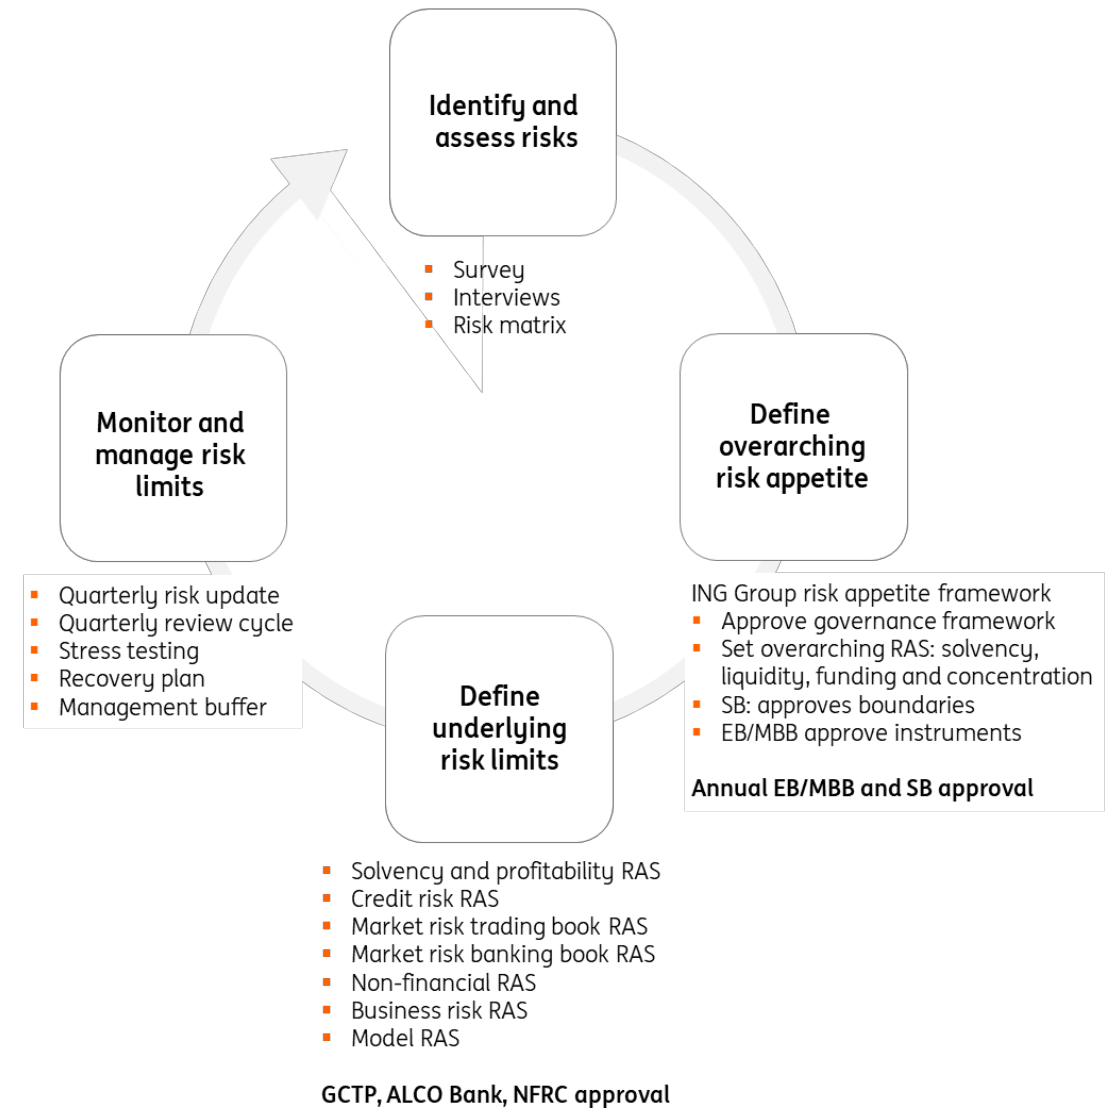 Identify and
assess risks
▪ Survey
▪ Interviews
▪ Risk matrix
Define
overarching
risk appetite
ING Group risk appetite framework
▪ Approve governance framework
▪ Set overarching RAS: solvency,
liquidity, funding and concentration
▪ SB: approves boundaries
▪ EB/MBB approve instruments
Annual EB/MBB and SB approval
Define
underlying
risk limits
▪ Solvency and profitability RAS
▪ Credit risk RAS
▪ Market risk trading book RAS
▪ Market risk banking book RAS
▪ Non-financial RAS
▪ Business risk RAS
▪ Model RAS
GCTP, ALCO Bank, NFRC approval
Monitor and
manage risk
limits
▪ Quarterly risk update
▪ Quarterly review cycle
▪ Stress testing
▪ Recovery plan
▪ Management buffer